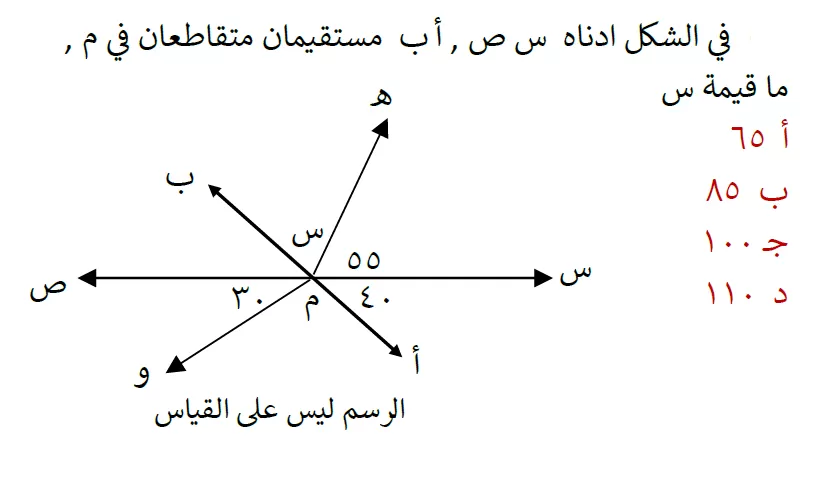 في الشكل ادناه س ص , أ ب مستقيمان متقاطعان في م ,
ما قيمة س
أ ٦٥
ب ٨٥
جـ ١٠٠
د ١١٠
هـ
ب
س
٥٥
س
ص
٣٠
م
٤٠
أ
و
الرسم ليس على القياس